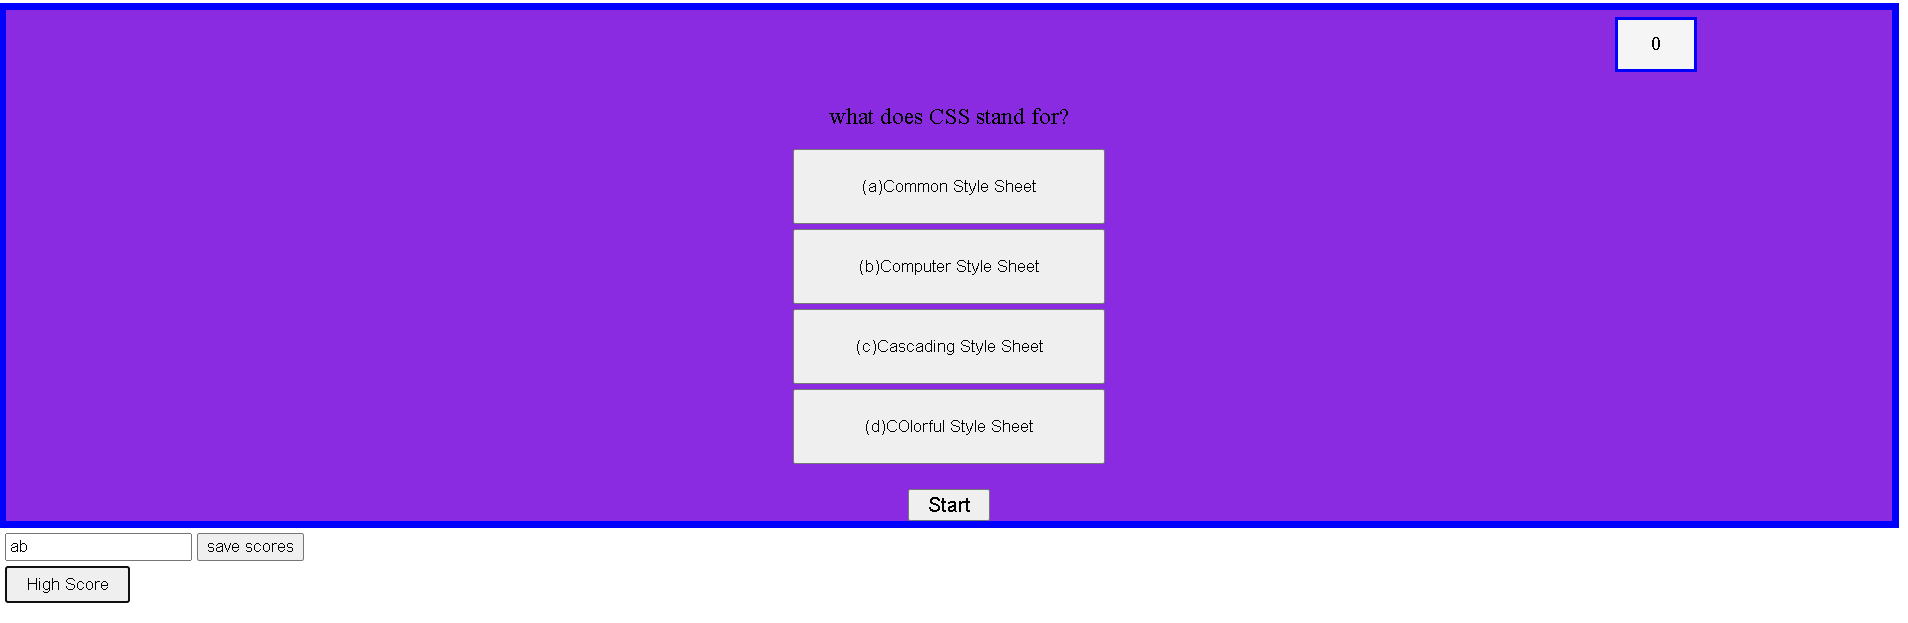 0
what does CSS stand for?
(a)Common Style Sheet
(b)Computer Style Sheet
(c)Cascading Style Sheet
(d)COlorful Style Sheet
Start
ab save scores
High Score